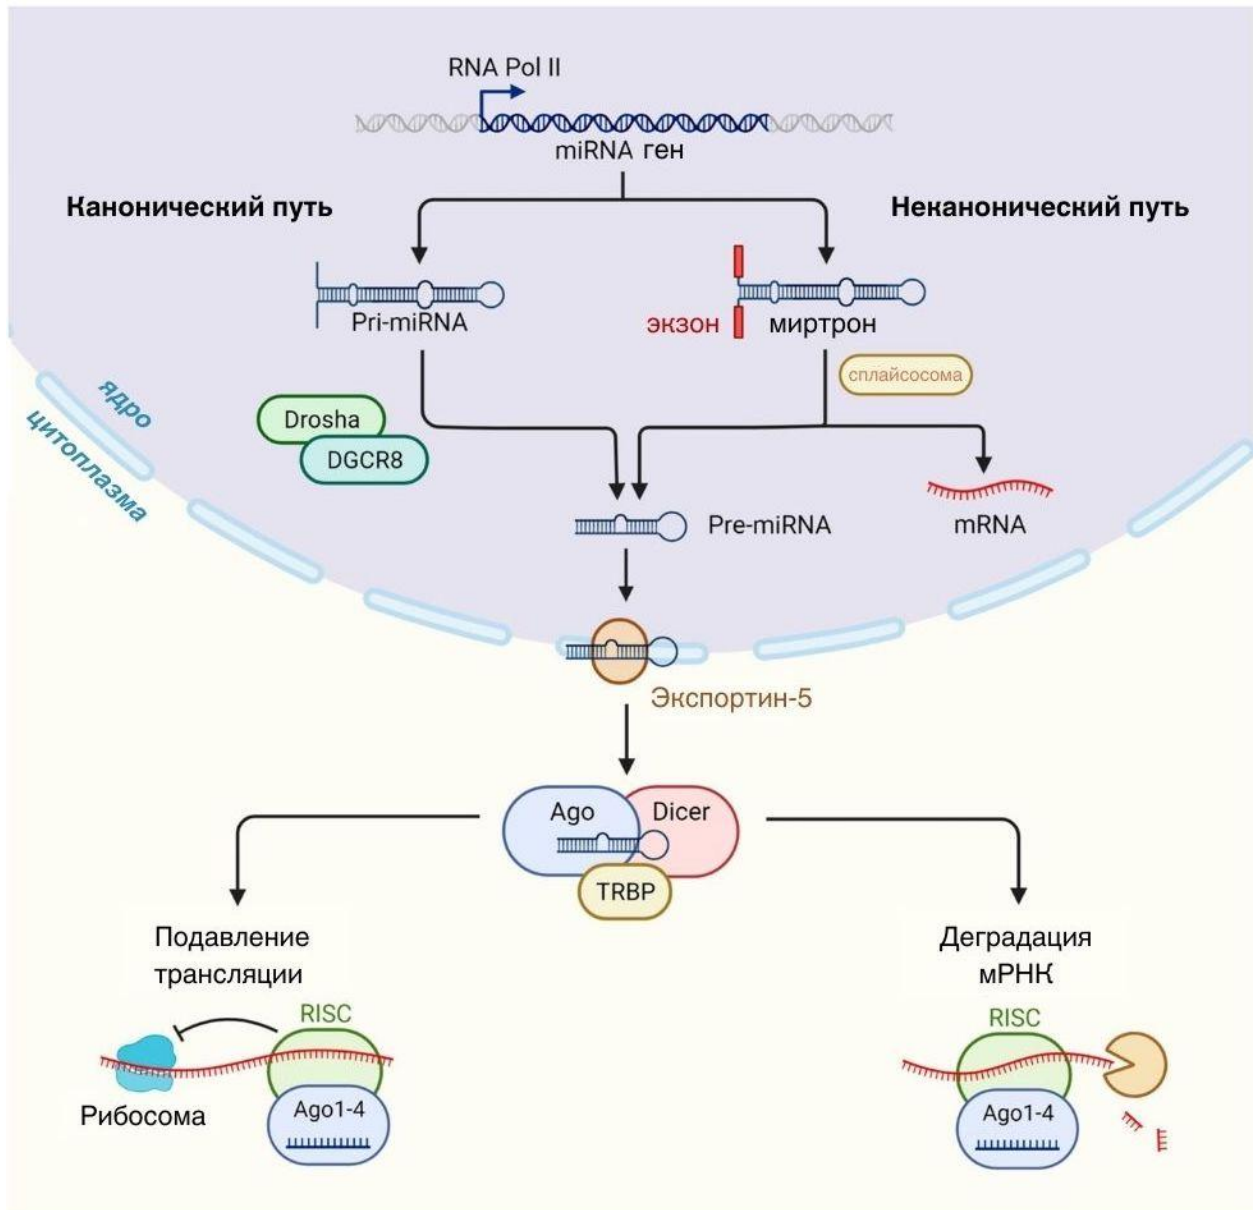 RNA Pol II
miRNA ген
Канонический путь
Неканонический путь
Pri-miRNA
экзон
миртрон
сплайсосома
ядро
цитоплазма
Drosha
DGCR8
Pre-miRNA
mRNA
Экспортин-5
Ago
Dicer
TRBP
Подавление
трансляции
RISC
Рибосома
Ago1-4
Деградация
мРНК
RISC
Ago1-4